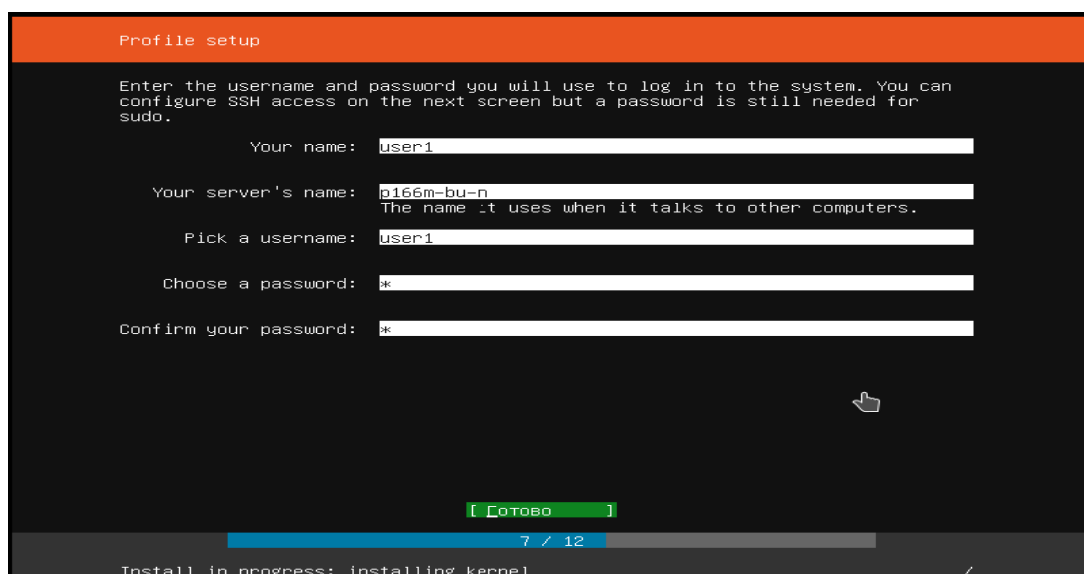 Profile setup
Enter the username and password you will use to log in to the system. You can
configure SSH access on the next screen but a password is still needed for
sudo.
Your name: user1
Your server's name: p166m-bu-n
The name it uses when it talks to other computers.
Pick a username: user1
Choose a password: *
Confirm your password: *
[ Готово ]
7 / 12
Install in progress: installing kernel /